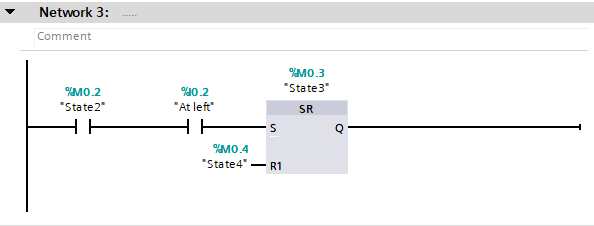 Network 3: .....
Comment
%M0.3
"State3"
%M0.2
"State2"
%I0.2
"At left"
SR
S
Q
%M0.4
"State4"
R1